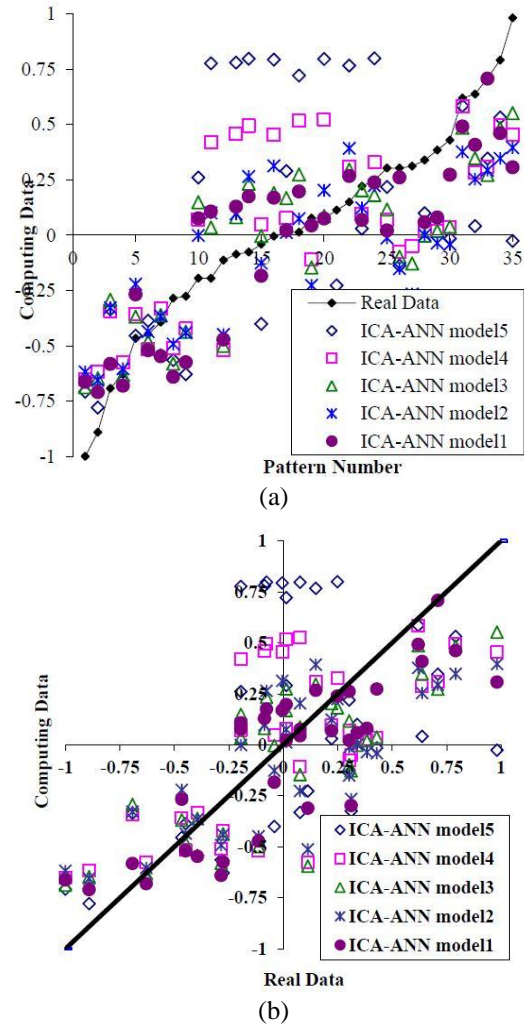 1
0.75
0.5
0.25
0
-0.25
-0.5
-0.75
-1
Computing Data
0 5 10 15 20 25 30 35
Real Data
ICA-ANN model5
ICA-ANN model4
ICA-ANN model3
ICA-ANN model2
ICA-ANN model1
Pattern Number
(a)
1
0.75
0.5
0.25
0
-1 -0.75 -0.5 -0.25 0 0.25 0.5 0.75 1
-0.25
-0.5
-0.75
-1
Computing Data
ICA-ANN model5
ICA-ANN model4
ICA-ANN model3
ICA-ANN model2
ICA-ANN model1
Real Data
(b)